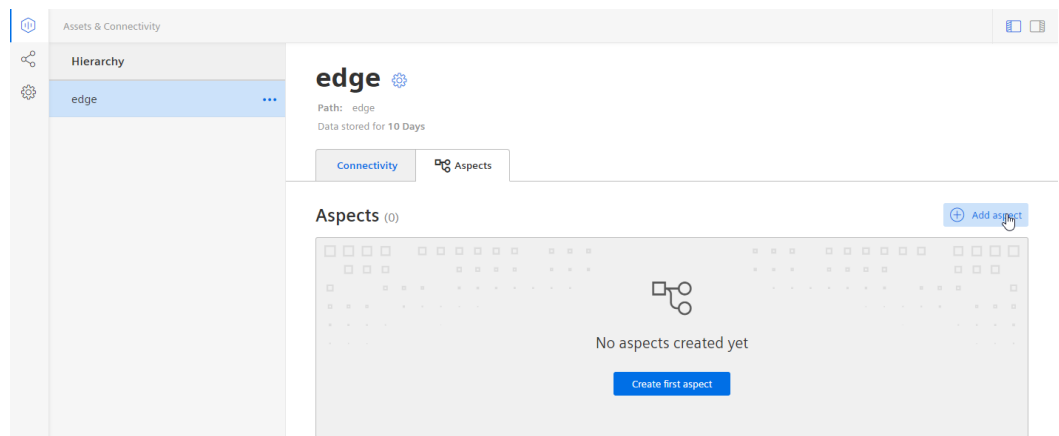 Assets & Connectivity
Hierarchy
edge
edge
Path: edge
Data stored for 10 Days
Connectivity
Aspects
Aspects (0)
Add aspect
No aspects created yet
Create first aspect